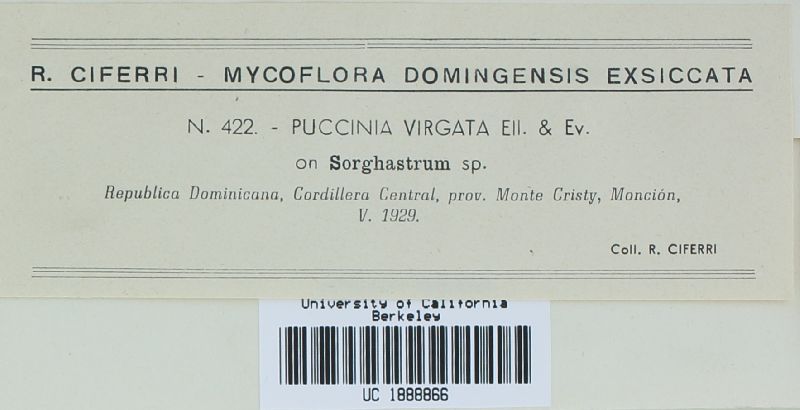 R. CIFERRI - MYCOFLORA DOMINGENSIS EXSICCATA
N. 422. - PUCCINIA VIRGATA Ell. & Ev.
on Sorghastrum sp.
Republica Dominicana, Cordillera Central, prov. Monte Cristy, Monción,
V. 1929.
Coll. R. CIFERRI
University of California
Berkeley
UC 1888866